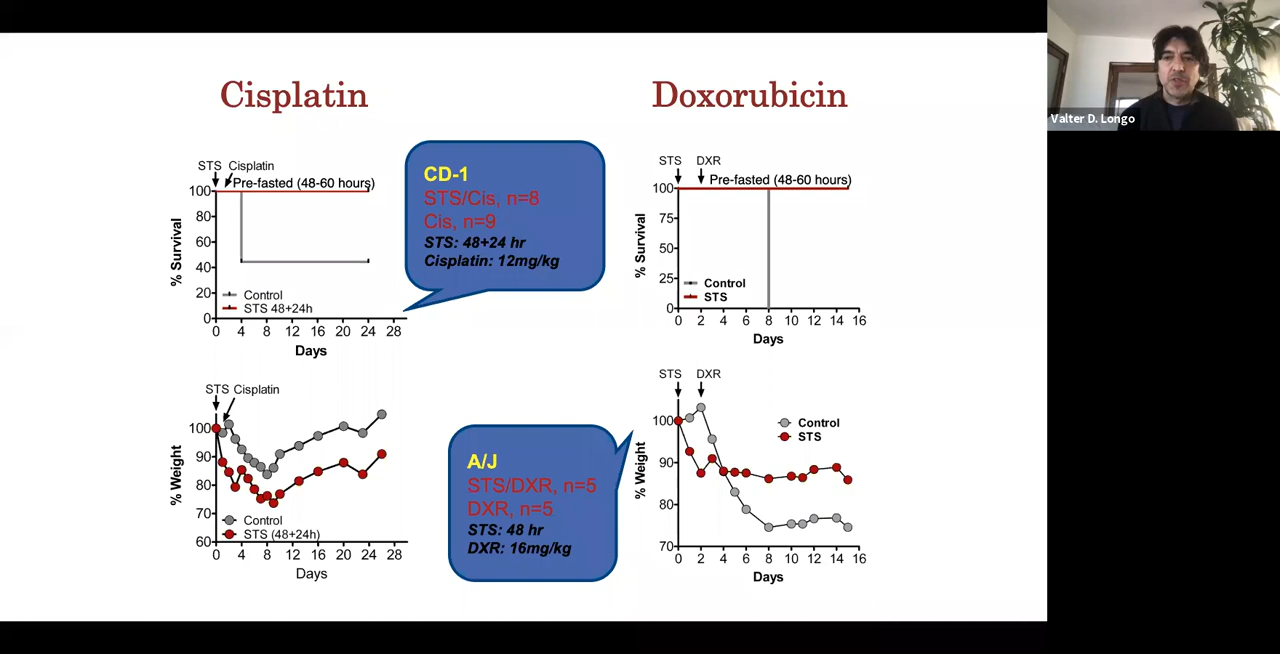 Cisplatin
Doxorubicin
Valter D. Longo
STS Cisplatin
Pre-fasted (48-60 hours)
100
80
60
40
20
0
% Survival
Control
STS 48+24h
0 4 8 12 16 20 24 28
Days
CD-1
STS/Cis, n=8
Cis, n=9
STS: 48+24 hr
Cisplatin: 12mg/kg
STS DXR
Pre-fasted (48-60 hours)
100
75
50
25
0
% Survival
Control
STS
0 2 4 6 8 10 12 14 16
Days
STS Cisplatin
100
90
80
70
60
% Weight
Control
STS (48+24h)
0 4 8 12 16 20 24 28
Days
A/J
STS/DXR, n=5
DXR, n=5
STS: 48 hr
DXR: 16mg/kg
STS DXR
100
90
80
70
% Weight
Control
STS
0 2 4 6 8 10 12 14 16
Days